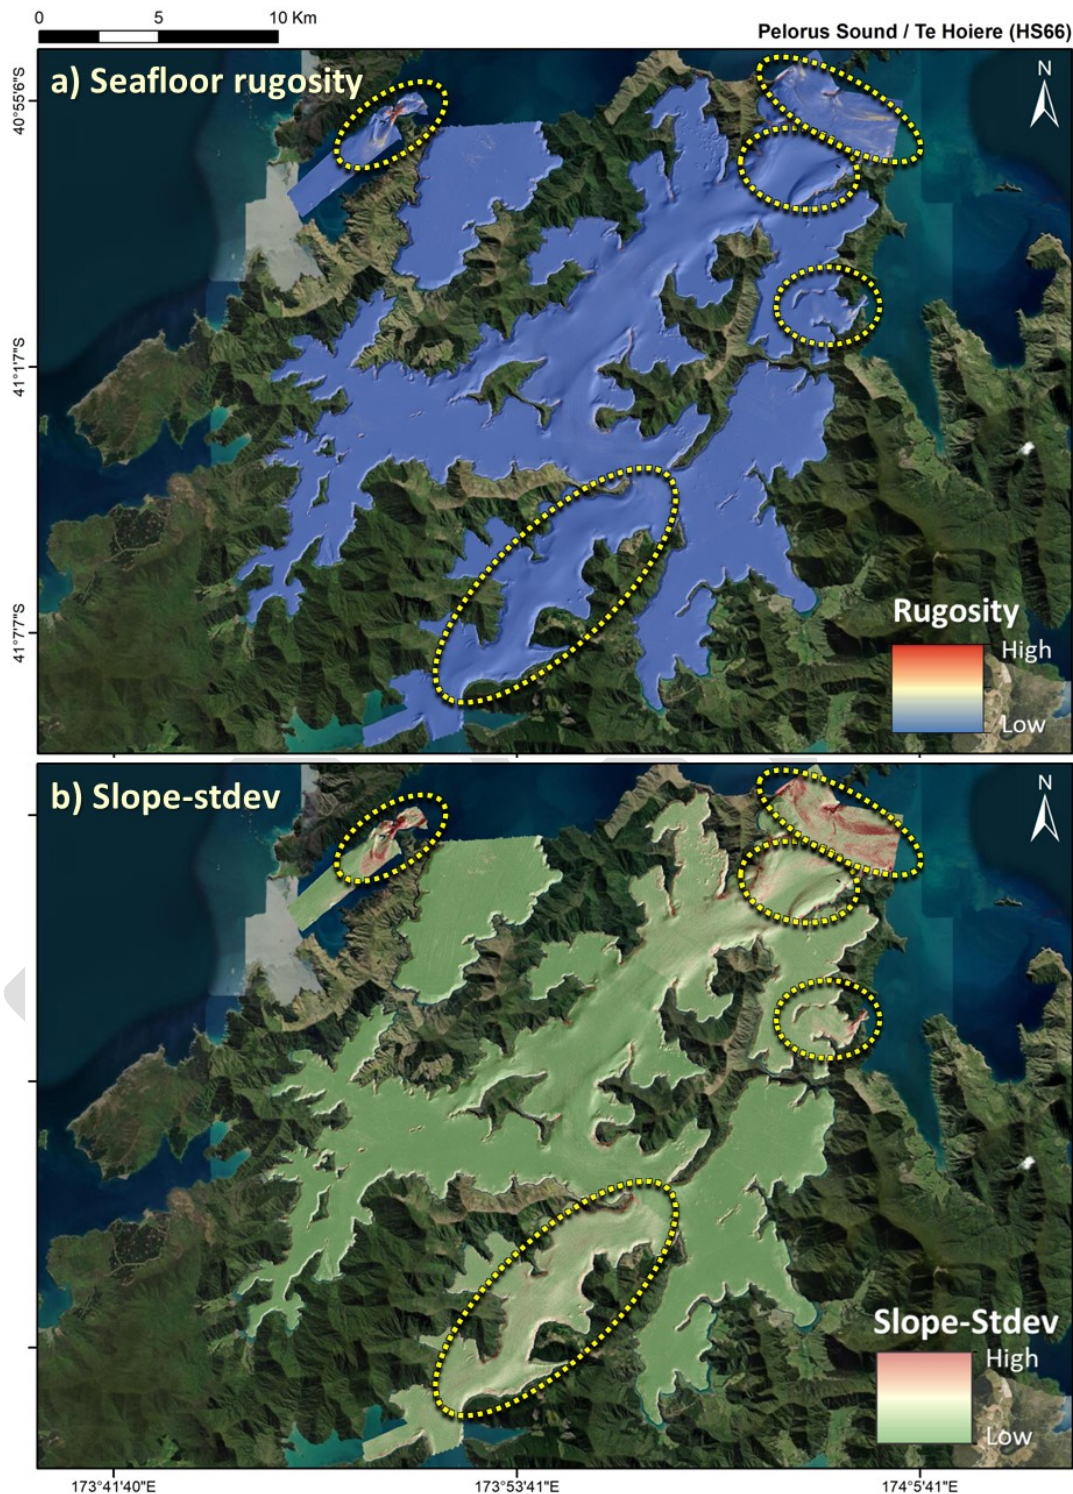 0 5 10 Km
Pelorus Sound / Te Hoiere (HS66)
a) Seafloor rugosity
N
40°55'6"S
41°1'7"S
41°7'7"S
Rugosity
High
Low
b) Slope-stdev
N
Slope-Stdev
High
Low
173°41'40"E 173°53'41"E 174°5'41"E